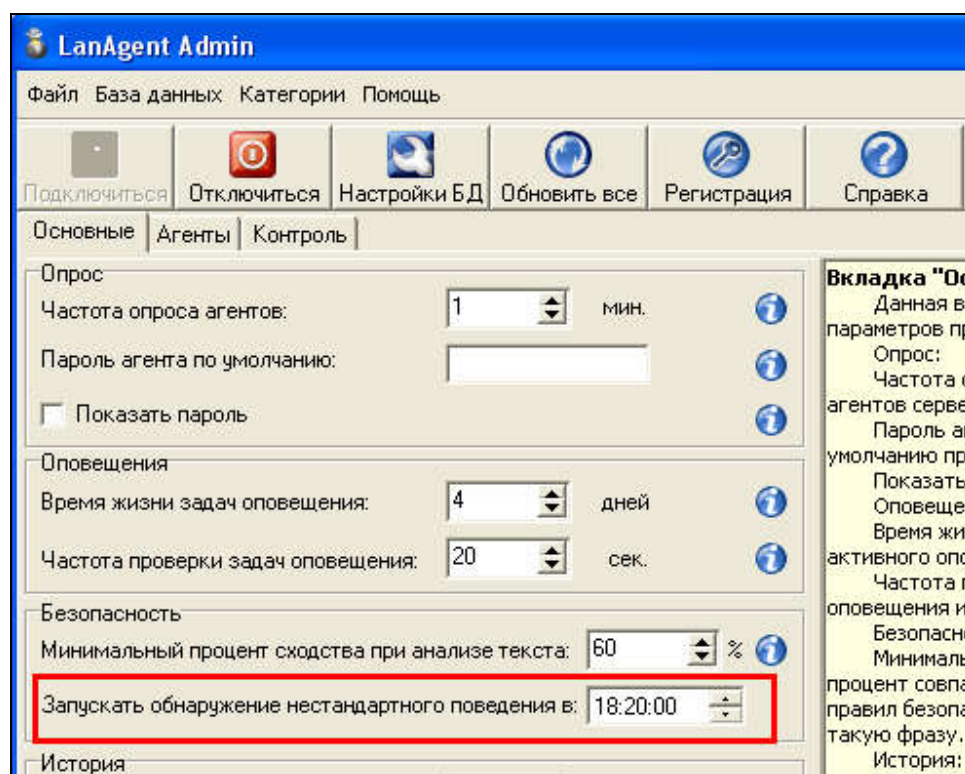 LanAgent Admin
Файл База данных Категории Помощь
Подключиться Отключиться Настройки БД Обновить все Регистрация Справка
Основные Агенты Контроль
Опрос
Частота опроса агентов: 1 мин.
Пароль агента по умолчанию:
Показать пароль
Оповещения
Время жизни задач оповещения: 4 дней
Частота проверки задач оповещения: 20 сек.
Безопасность
Минимальный процент сходства при анализе текста: 60 %
Запускать обнаружение нестандартного поведения в: 18:20:00
История
Вкладка "Ос
Данная в
параметров пр
Опрос:
Частота о
агентов серве
Пароль а
умолчанию пр
Показать
Оповеще
Время жи
активного опо
Частота п
оповещения и
Безопасно
Минималь
процент совпа
правил безопа
такую фразу.
История: